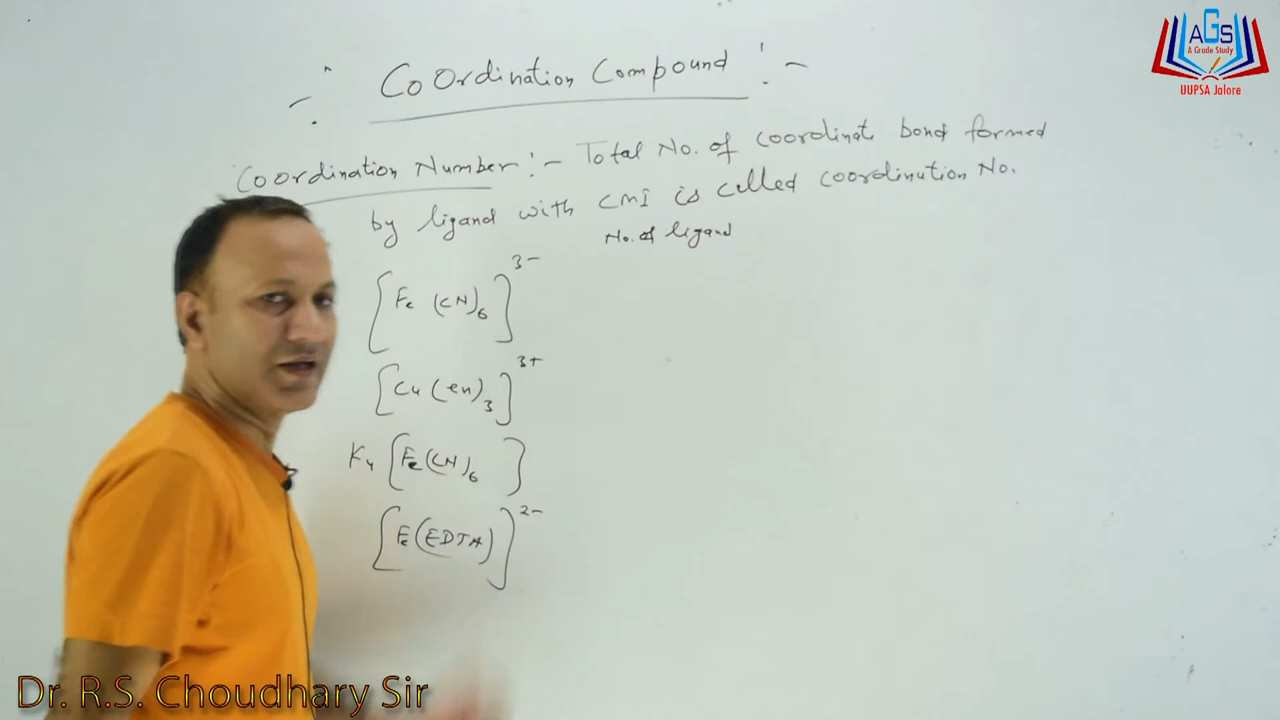 :- CoOrdination Compound :-
Coordination Number :- Total No. of coordinat bond formed
by ligand with CMI is called coordination No.
No. of ligand
[Fe (CN)6]3-
[Cu (en)3]3+
K4 [Fe(CN)6]
[Fe(EDTA)]2-
AGS
A Grade Study
UUPSA Jalore
Dr. R.S. Choudhary Sir